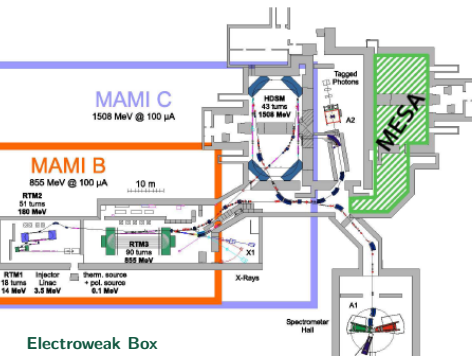 MAMI C
1508 MeV @ 100 µA
HDSM
43 turns
1508 MeV
Tagged
Photons
A2
MESA
MAMI B
855 MeV @ 100 µA
10 m
RTM2
51 turns
180 MeV
RTM3
90 turns
855 MeV
X1
RTM1
18 turns
14 MeV
Injector
Linac
3.5 MeV
therm. source
+ pol. source
0.1 MeV
X-Rays
A1
Spectrometer
Hall
Electroweak Box